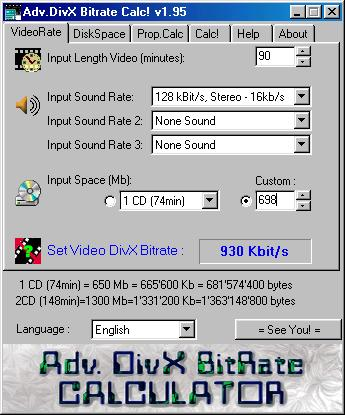 Adv.DivX Bitrate Calc! v1.95
VideoRate DiskSpace Prop.Calc Calc! Help About
Input Length Video (minutes): 90
Input Sound Rate: 128 kBit/s, Stereo - 16kb/s
Input Sound Rate 2: None Sound
Input Sound Rate 3: None Sound
Input Space (Mb): Custom :
1 CD (74min) 698
Set Video DivX Bitrate : 930 Kbit/s
1 CD (74min) = 650 Mb = 665'600 Kb = 681'574'400 bytes
2CD (148min)=1300 Mb=1'331'200 Kb=1'363'148'800 bytes
Language : English = See You! =
Adv. DivX BitRate
CALCULATOR